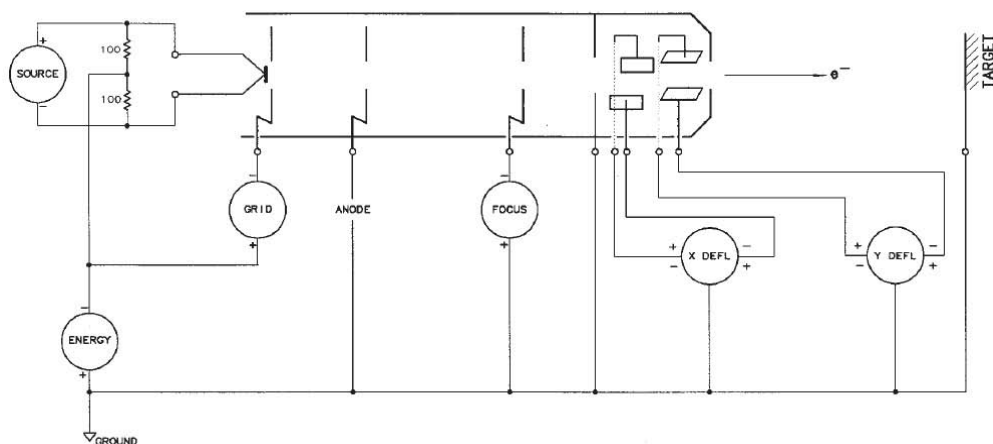 +
100
SOURCE
100
−
e−
TARGET
−
GRID
+
ANODE
−
FOCUS
+
+
−
X DEFL
−
+
+
−
Y DEFL
−
+
−
ENERGY
+
GROUND